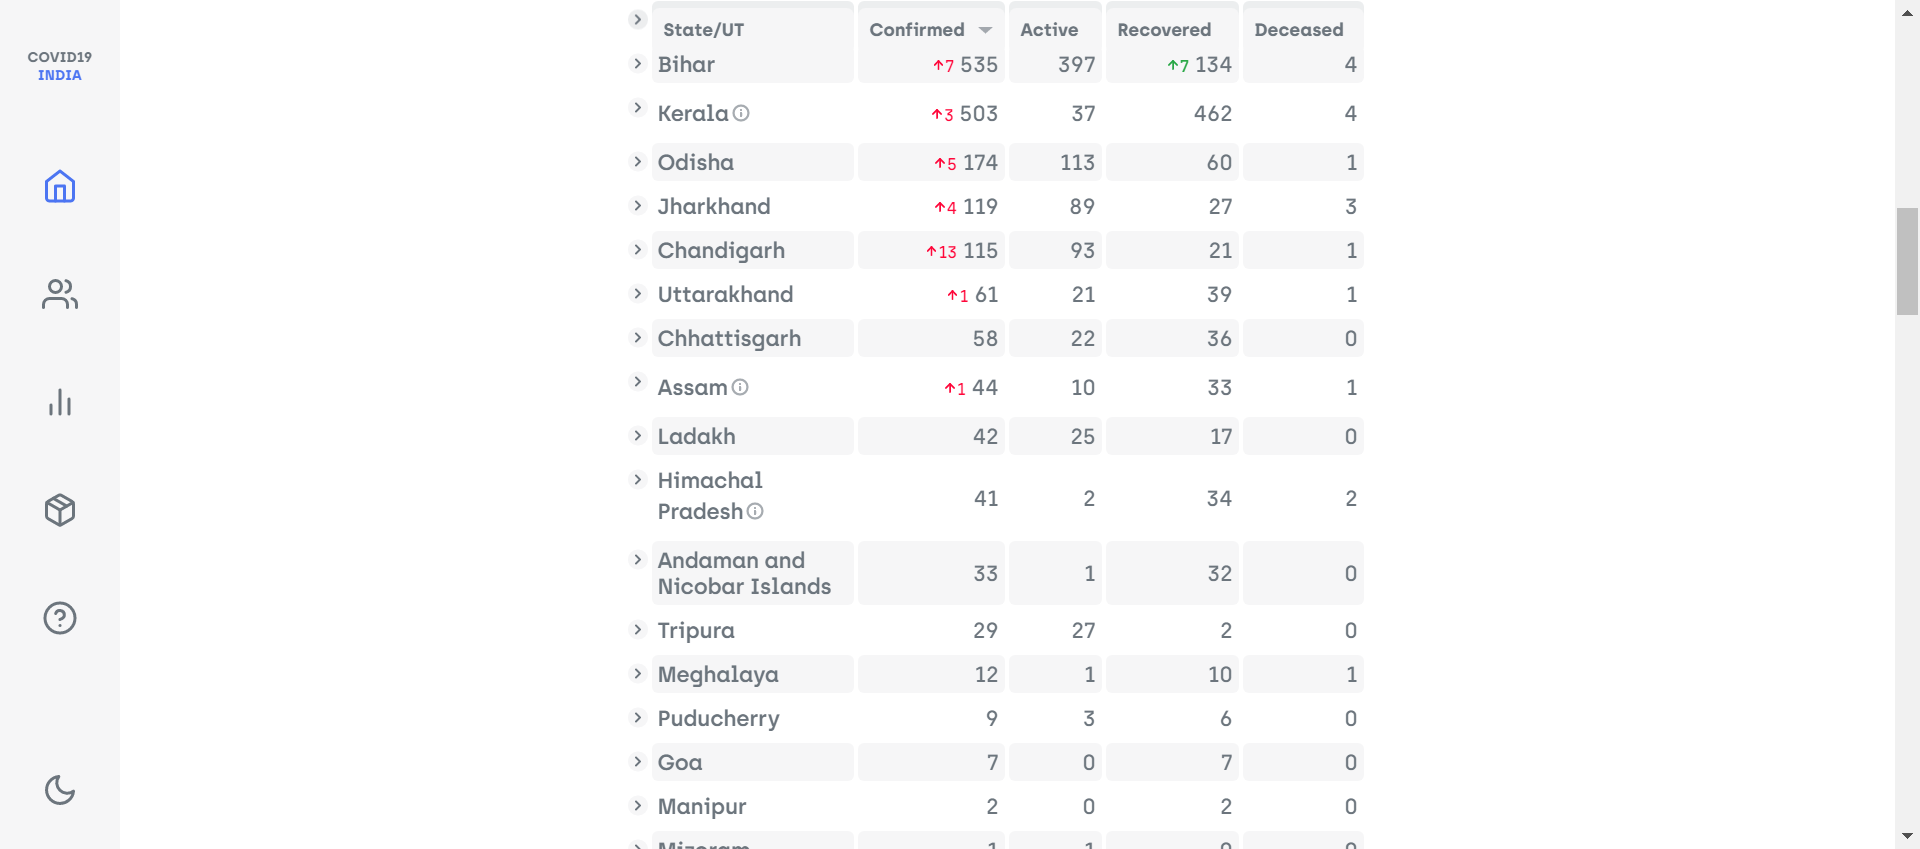 COVID19
INDIA
State/UT Confirmed Active Recovered Deceased
Bihar ↑7 535 397 ↑7 134 4
Kerala ↑3 503 37 462 4
Odisha ↑5 174 113 60 1
Jharkhand ↑4 119 89 27 3
Chandigarh ↑13 115 93 21 1
Uttarakhand ↑1 61 21 39 1
Chhattisgarh 58 22 36 0
Assam ↑1 44 10 33 1
Ladakh 42 25 17 0
Himachal
Pradesh 41 2 34 2
Andaman and
Nicobar Islands 33 1 32 0
Tripura 29 27 2 0
Meghalaya 12 1 10 1
Puducherry 9 3 6 0
Goa 7 0 7 0
Manipur 2 0 2 0
Mizoram 1 1 0 0